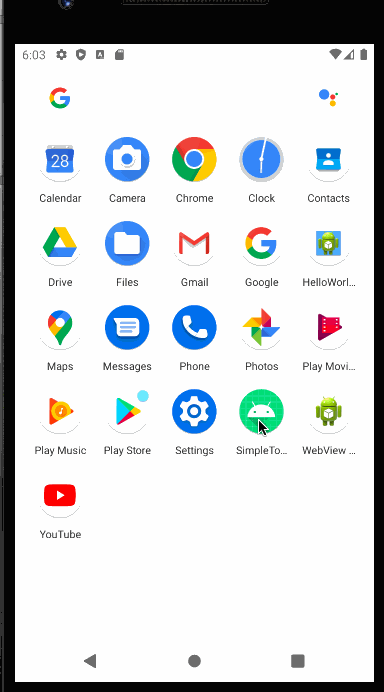 6:03
28
Calendar Camera Chrome Clock Contacts
Drive Files Gmail Google HelloWorl...
Maps Messages Phone Photos Play Movi...
Play Music Play Store Settings SimpleTo... WebView ...
YouTube